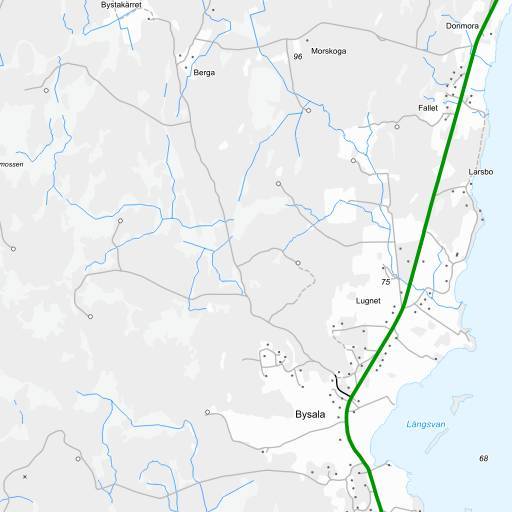 Bystakärret
Donmora
Morskoga
96
Berga
Fallet
mossen
Larsbo
75
Lugnet
Bysala
Långsvan
68